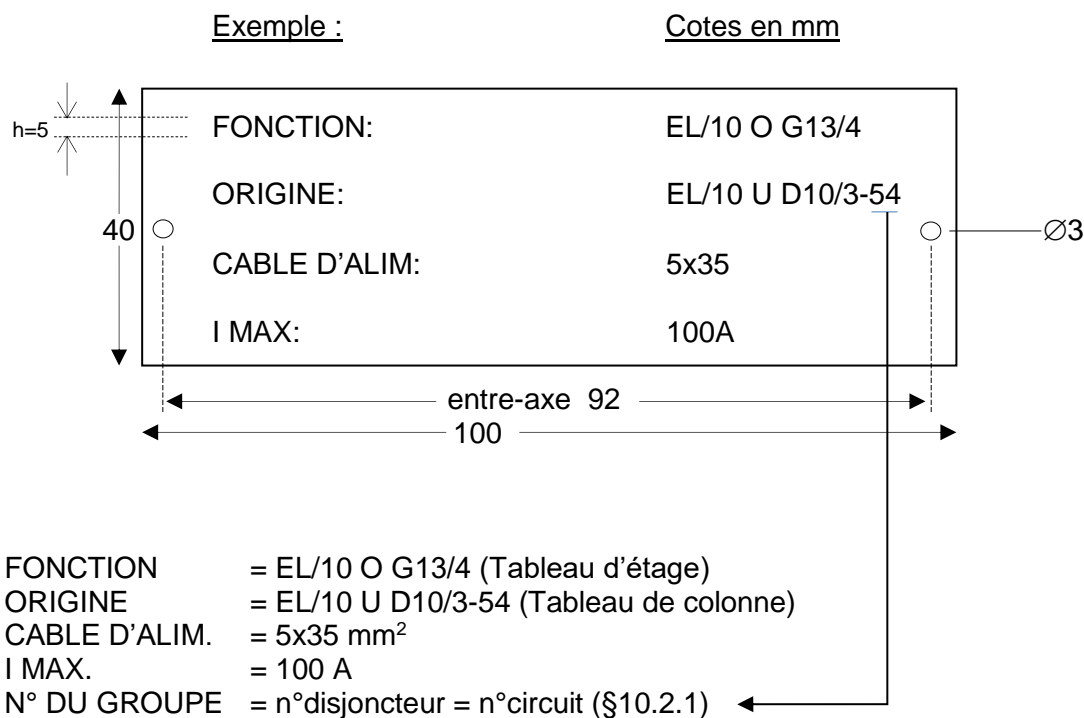 Exemple : Cotes en mm
h=5 FONCTION: EL/10 O G13/4
ORIGINE: EL/10 U D10/3-54
40 Ø3
CABLE D’ALIM: 5x35
I MAX: 100A
entre-axe 92
100
FONCTION = EL/10 O G13/4 (Tableau d’étage)
ORIGINE = EL/10 U D10/3-54 (Tableau de colonne)
CABLE D’ALIM. = 5x35 mm²
I MAX. = 100 A
N° DU GROUPE = n°disjoncteur = n°circuit (§10.2.1)